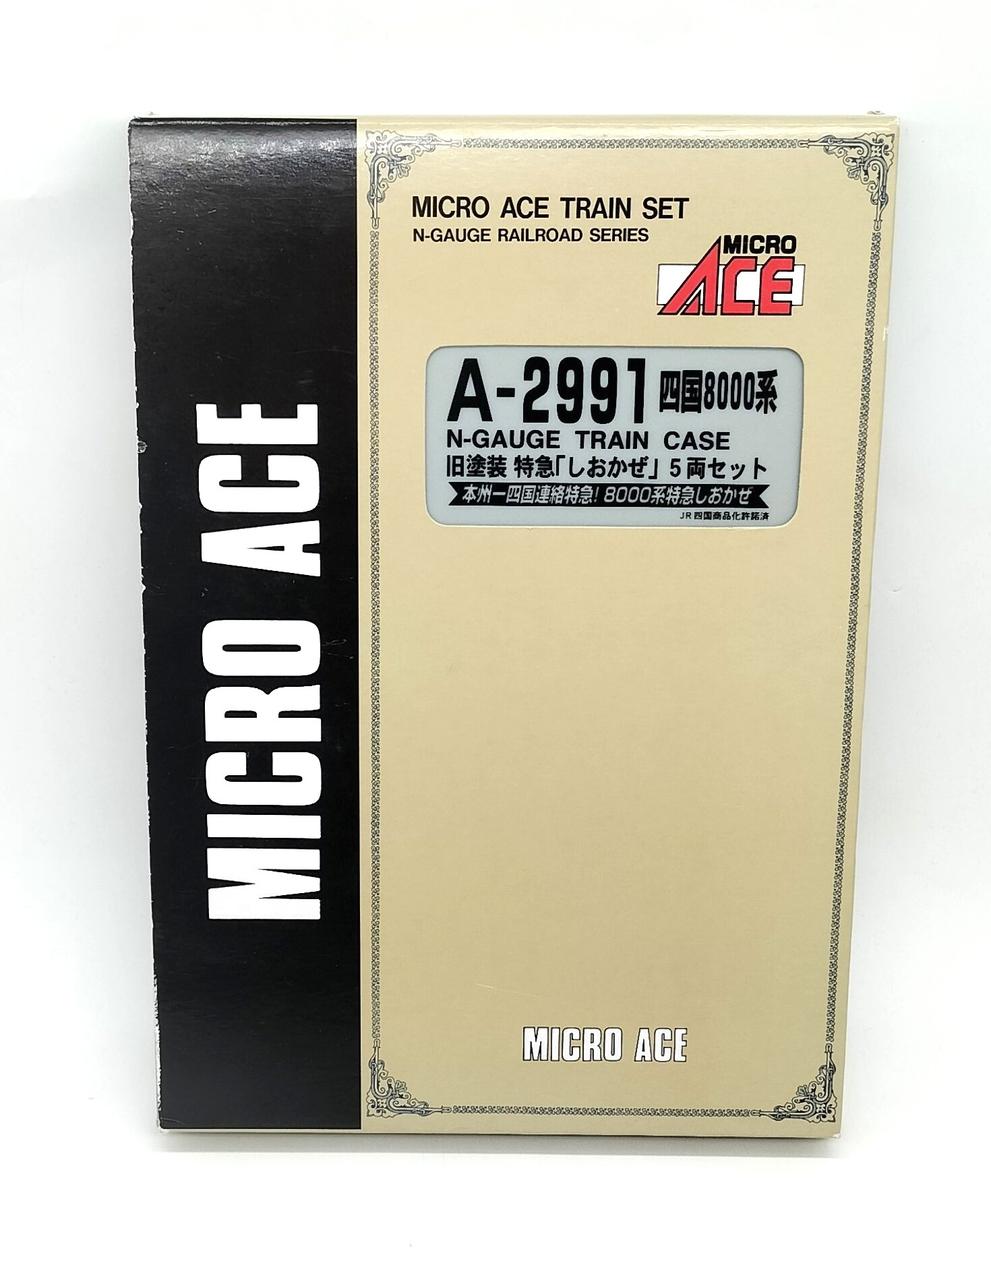 MICRO ACE
MICRO ACE TRAIN SET
N-GAUGE RAILROAD SERIES
MICRO
ACE
A-2991 四国8000系
N-GAUGE TRAIN CASE
旧塗装 特急「しおかぜ」5両セット
本州ー四国連絡特急! 8000系特急しおかぜ
JR四国商品化許諾済
MICRO ACE